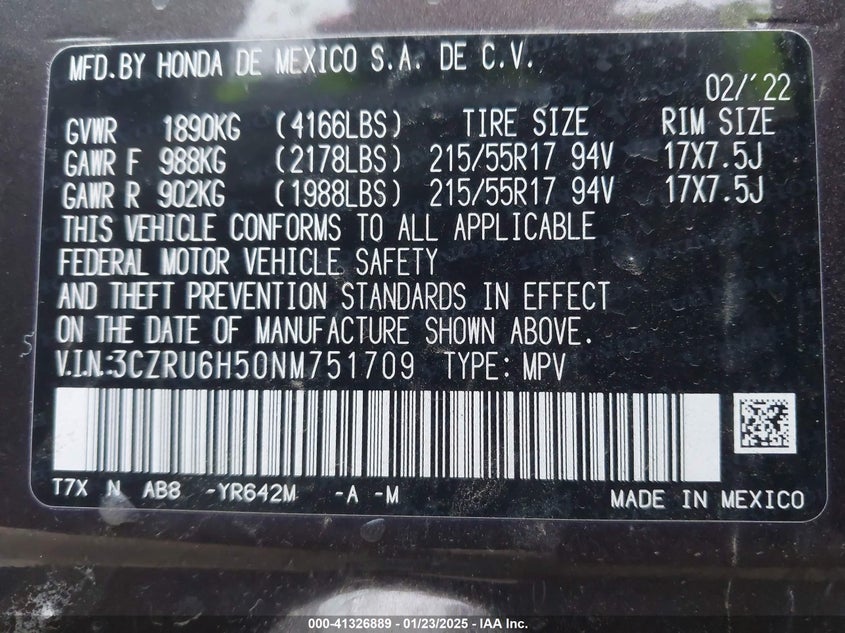 MFD.BY HONDA DE MEXICO S.A. DE C.V.
02/'22
GVWR 1890KG (4166LBS) TIRE SIZE RIM SIZE
GAWR F 988KG (2178LBS) 215/55R17 94V 17X7.5J
GAWR R 902KG (1988LBS) 215/55R17 94V 17X7.5J
THIS VEHICLE CONFORMS TO ALL APPLICABLE
FEDERAL MOTOR VEHICLE SAFETY
AND THEFT PREVENTION STANDARDS IN EFFECT
ON THE DATE OF MANUFACTURE SHOWN ABOVE.
V.I.N.:3CZRU6H50NM751709 TYPE: MPV
T7X N AB8 -YR642M -A -M MADE IN MEXICO
000-41326889 - 01/23/2025 - IAA Inc.